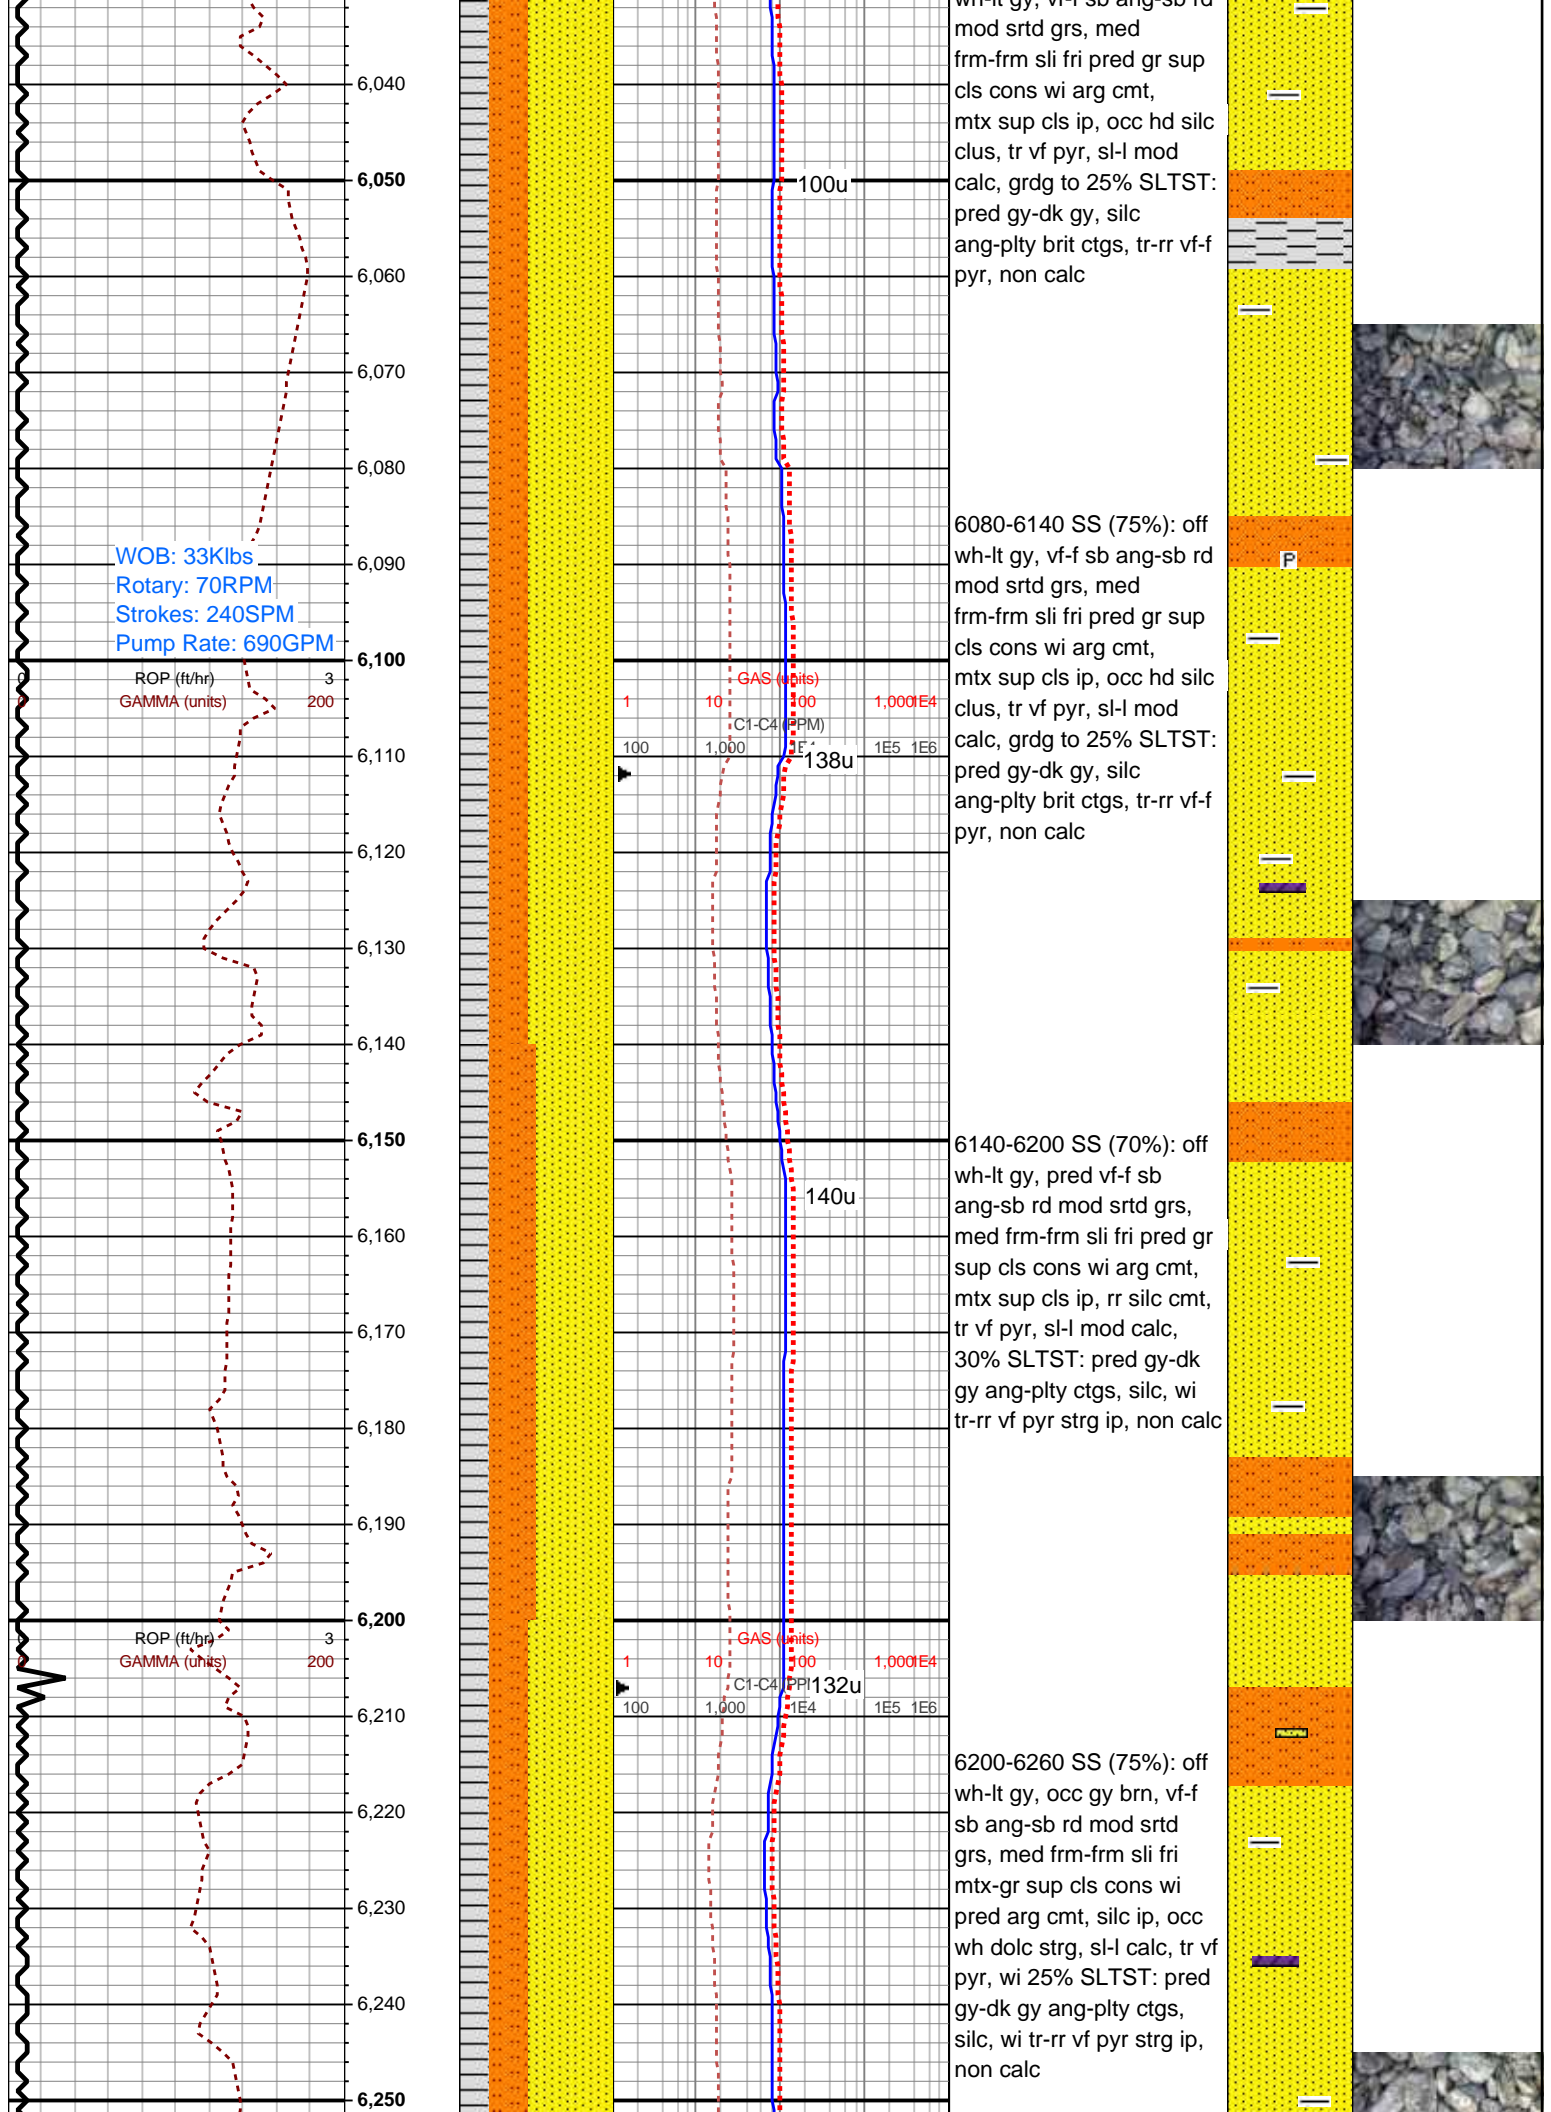 wh-lt gy, vf-f sb ang-sb rd
mod srtd grs, med
frm-frm sli fri pred gr sup
cls cons wi arg cmt,
mtx sup cls ip, occ hd silc
clus, tr vf pyr, sl-l mod
calc, grdg to 25% SLTST:
pred gy-dk gy, silc
ang-plty brit ctgs, tr-rr vf-f
pyr, non calc
6,040
6,050
100u
6,060
6,070
6,080
6080-6140 SS (75%): off
wh-lt gy, vf-f sb ang-sb rd
mod srtd grs, med
frm-frm sli fri pred gr sup
cls cons wi arg cmt,
mtx sup cls ip, occ hd silc
clus, tr vf pyr, sl-l mod
calc, grdg to 25% SLTST:
pred gy-dk gy, silc
ang-plty brit ctgs, tr-rr vf-f
pyr, non calc
WOB: 33Klbs
Rotary: 70RPM
Strokes: 240SPM
Pump Rate: 690GPM
6,090
P
6,100
0 ROP (ft/hr) 3
0 GAMMA (units) 200
GAS (units)
1 10 100 1,000 1E4
C1-C4 (PPM)
100 1,000 1E4 1E5 1E6
138u
6,110
6,120
6,130
6,140
6,150
6140-6200 SS (70%): off
wh-lt gy, pred vf-f sb
ang-sb rd mod srtd grs,
med frm-frm sli fri pred gr
sup cls cons wi arg cmt,
mtx sup cls ip, rr silc cmt,
tr vf pyr, sl-l mod calc,
30% SLTST: pred gy-dk
gy ang-plty ctgs, silc, wi
tr-rr vf pyr strg ip, non calc
140u
6,160
6,170
6,180
6,190
6,200
ROP (ft/hr) 3
0 GAMMA (units) 200
GAS (units)
1 10 100 1,000 1E4
C1-C4 (PP
132u
100 1,000 1E4 1E5 1E6
6,210
6200-6260 SS (75%): off
wh-lt gy, occ gy brn, vf-f
sb ang-sb rd mod srtd
grs, med frm-frm sli fri
mtx-gr sup cls cons wi
pred arg cmt, silc ip, occ
wh dolc strg, sl-l calc, tr vf
pyr, wi 25% SLTST: pred
gy-dk gy ang-plty ctgs,
silc, wi tr-rr vf pyr strg ip,
non calc
6,220
6,230
6,240
6,250